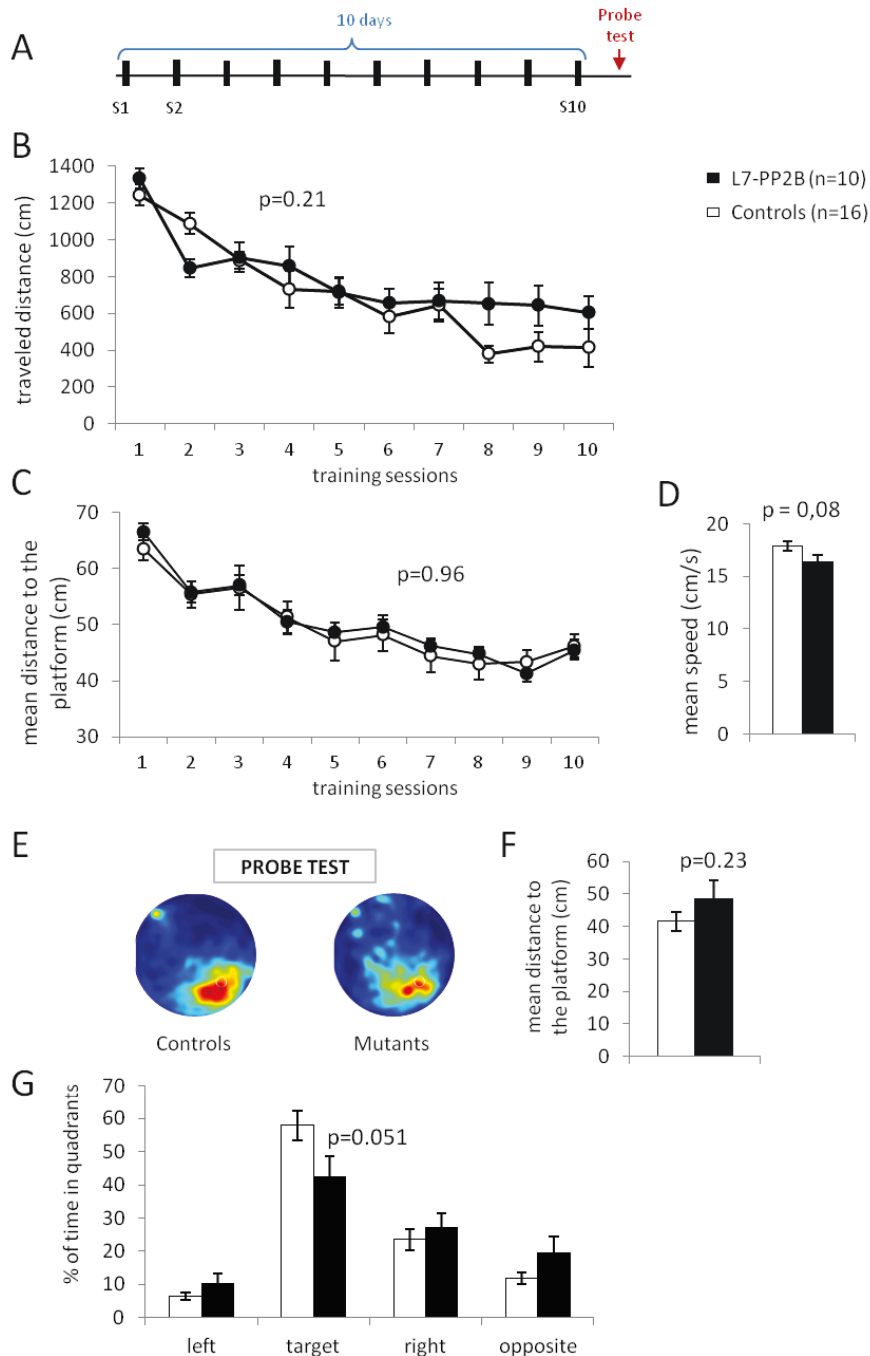 A
10 days
Probe
test
S1 S2 S10
B
1400
1200
1000
800
600
400
200
0
traveled distance (cm)
p=0.21
L7-PP2B (n=10)
Controls (n=16)
1 2 3 4 5 6 7 8 9 10
training sessions
C
70
60
50
40
30
mean distance to the
platform (cm)
p=0.96
1 2 3 4 5 6 7 8 9 10
training sessions
D
p = 0,08
20
15
10
5
0
mean speed (cm/s)
E
PROBE TEST
Controls
Mutants
F
60
50
40
30
20
10
0
mean distance to
the platform (cm)
p=0.23
G
70
60
50
40
30
20
10
0
% of time in quadrants
p=0.051
left target right opposite